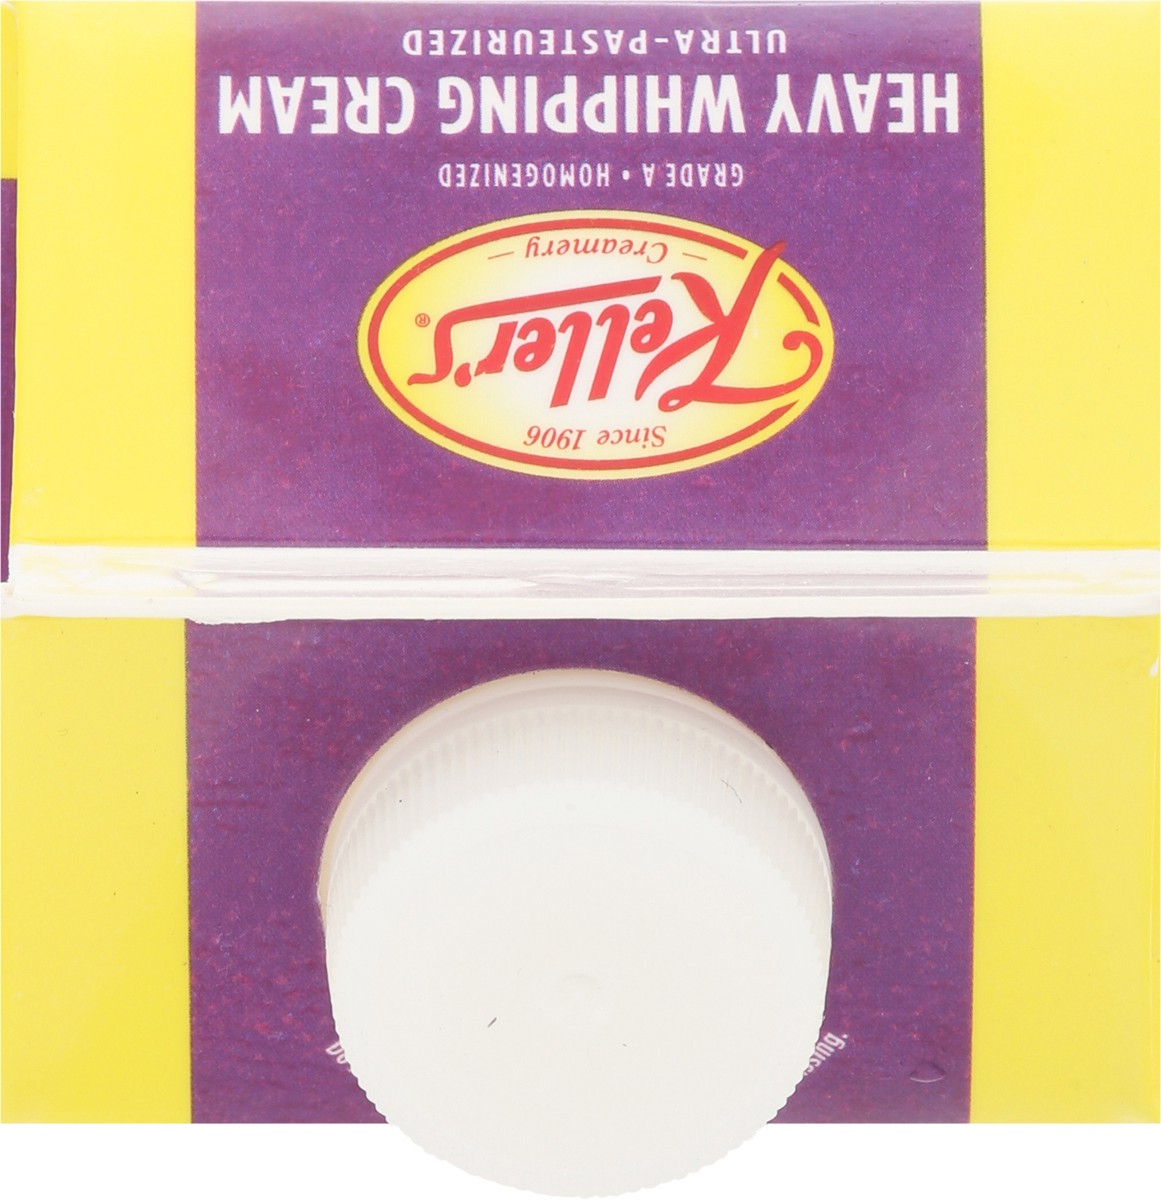 Since 1906
Keller's®
— Creamery —
GRADE A • HOMOGENIZED
HEAVY WHIPPING CREAM
ULTRA-PASTEURIZED